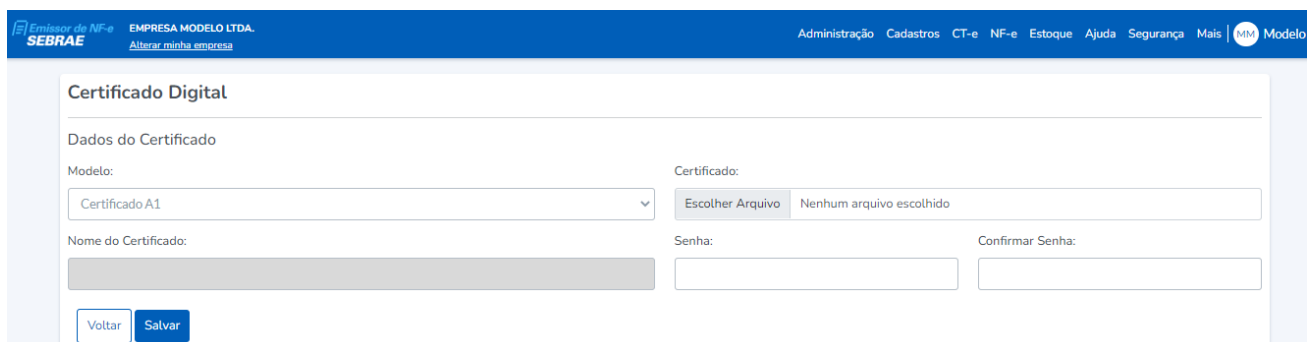 Emissor de NF-e
SEBRAE
EMPRESA MODELO LTDA.
Alterar minha empresa
Administração Cadastros CT-e NF-e Estoque Ajuda Segurança Mais MM Modelo
Certificado Digital
Dados do Certificado
Modelo: Certificado:
Certificado A1 Escolher Arquivo Nenhum arquivo escolhido
Nome do Certificado: Senha: Confirmar Senha:
Voltar Salvar